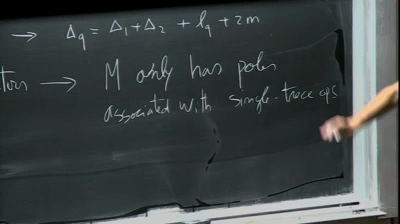 → Δ_q = Δ_1 + Δ_2 + l_q + 2m
→ M only has poles
associated with single-trace ops